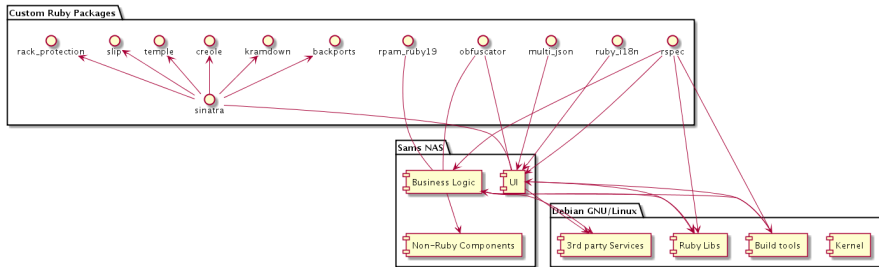 Custom Ruby Packages
rack_protection
slip
temple
creole
kramdown
backports
rpam_ruby19
obfuscator
multi_json
ruby_i18n
rspec
sinatra
Sams NAS
Business Logic
UI
Debian GNU/Linux
Non-Ruby Components
3rd party Services
Ruby Libs
Build tools
Kernel